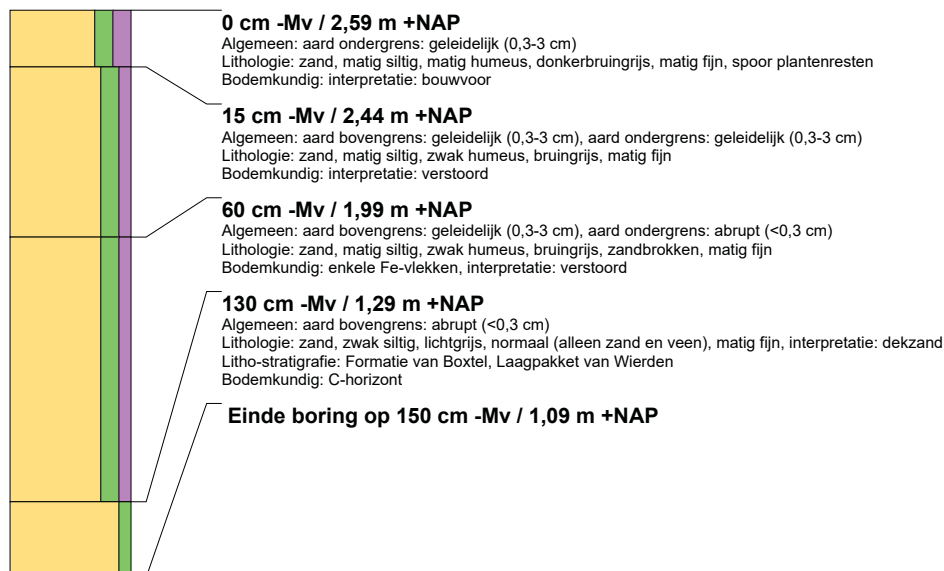 0 cm -Mv / 2,59 m +NAP
Algemeen: aard ondergrens: geleidelijk (0,3-3 cm)
Lithologie: zand, matig siltig, matig humeus, donkerbruingrijs, matig fijn, spoor plantenresten
Bodemkundig: interpretatie: bouwvoor
15 cm -Mv / 2,44 m +NAP
Algemeen: aard bovengrens: geleidelijk (0,3-3 cm), aard ondergrens: geleidelijk (0,3-3 cm)
Lithologie: zand, matig siltig, zwak humeus, bruingrijs, matig fijn
Bodemkundig: interpretatie: verstoord
60 cm -Mv / 1,99 m +NAP
Algemeen: aard bovengrens: geleidelijk (0,3-3 cm), aard ondergrens: abrupt (<0,3 cm)
Lithologie: zand, matig siltig, zwak humeus, bruingrijs, zandbrokken, matig fijn
Bodemkundig: enkele Fe-vlekken, interpretatie: verstoord
130 cm -Mv / 1,29 m +NAP
Algemeen: aard bovengrens: abrupt (<0,3 cm)
Lithologie: zand, zwak siltig, lichtgrijs, normaal (alleen zand en veen), matig fijn, interpretatie: dekzand
Litho-stratigrafie: Formatie van Boxtel, Laagpakket van Wierden
Bodemkundig: C-horizont
Einde boring op 150 cm -Mv / 1,09 m +NAP